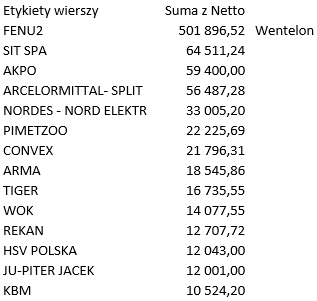 Etykiety wierszy Suma z Netto
FENU2 501 896,52 Wentelon
SIT SPA 64 511,24
AKPO 59 400,00
ARCELORMITTAL- SPLIT 56 487,28
NORDES - NORD ELEKTR 33 005,20
PIMETZOO 22 225,69
CONVEX 21 796,31
ARMA 18 545,86
TIGER 16 735,55
WOK 14 077,55
REKAN 12 707,72
HSV POLSKA 12 043,00
JU-PITER JACEK 12 001,00
KBM 10 524,20